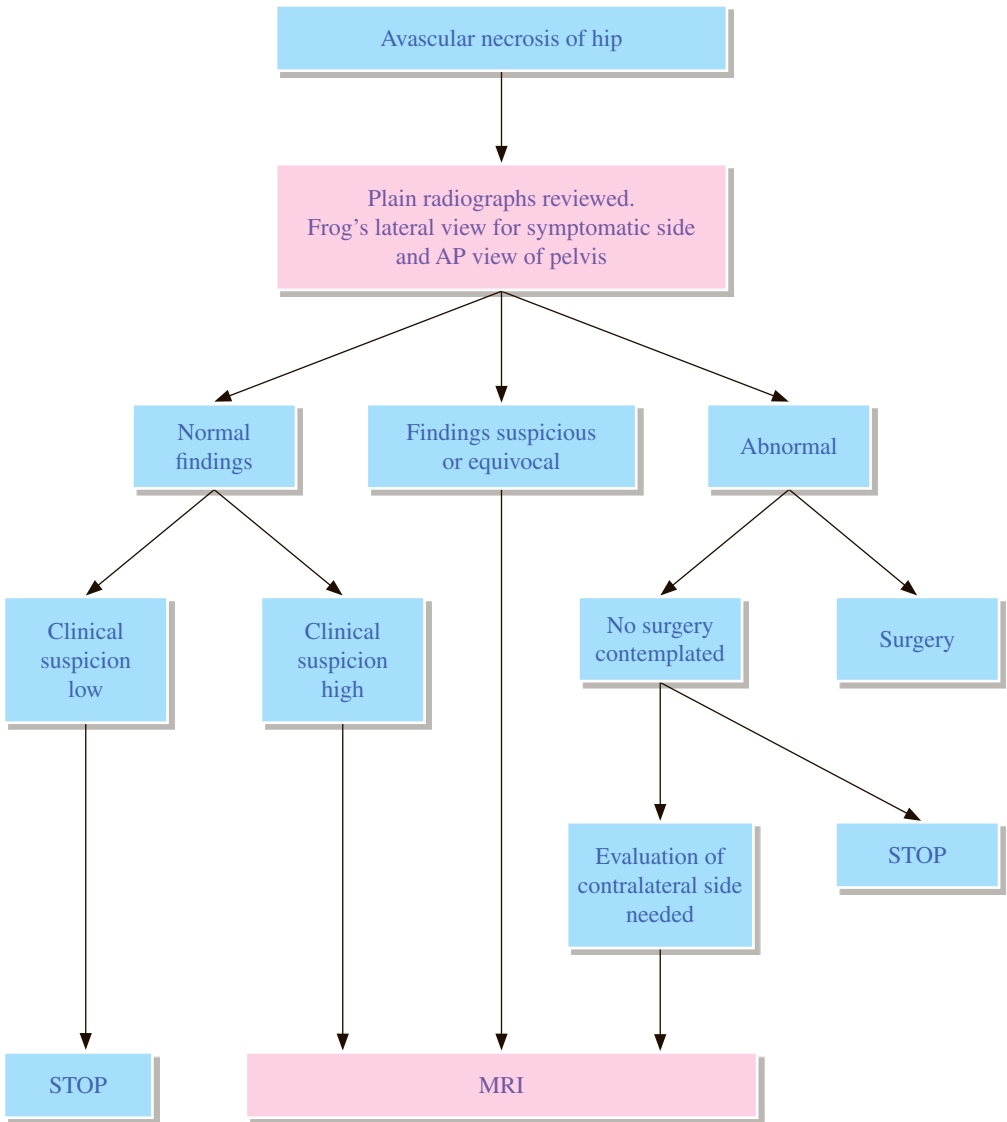 Avascular necrosis of hip
Plain radiographs reviewed.
Frog's lateral view for symptomatic side
and AP view of pelvis
Normal
findings
Findings suspicious
or equivocal
Abnormal
Clinical
suspicion
low
Clinical
suspicion
high
No surgery
contemplated
Surgery
Evaluation of
contralateral side
needed
STOP
STOP
MRI